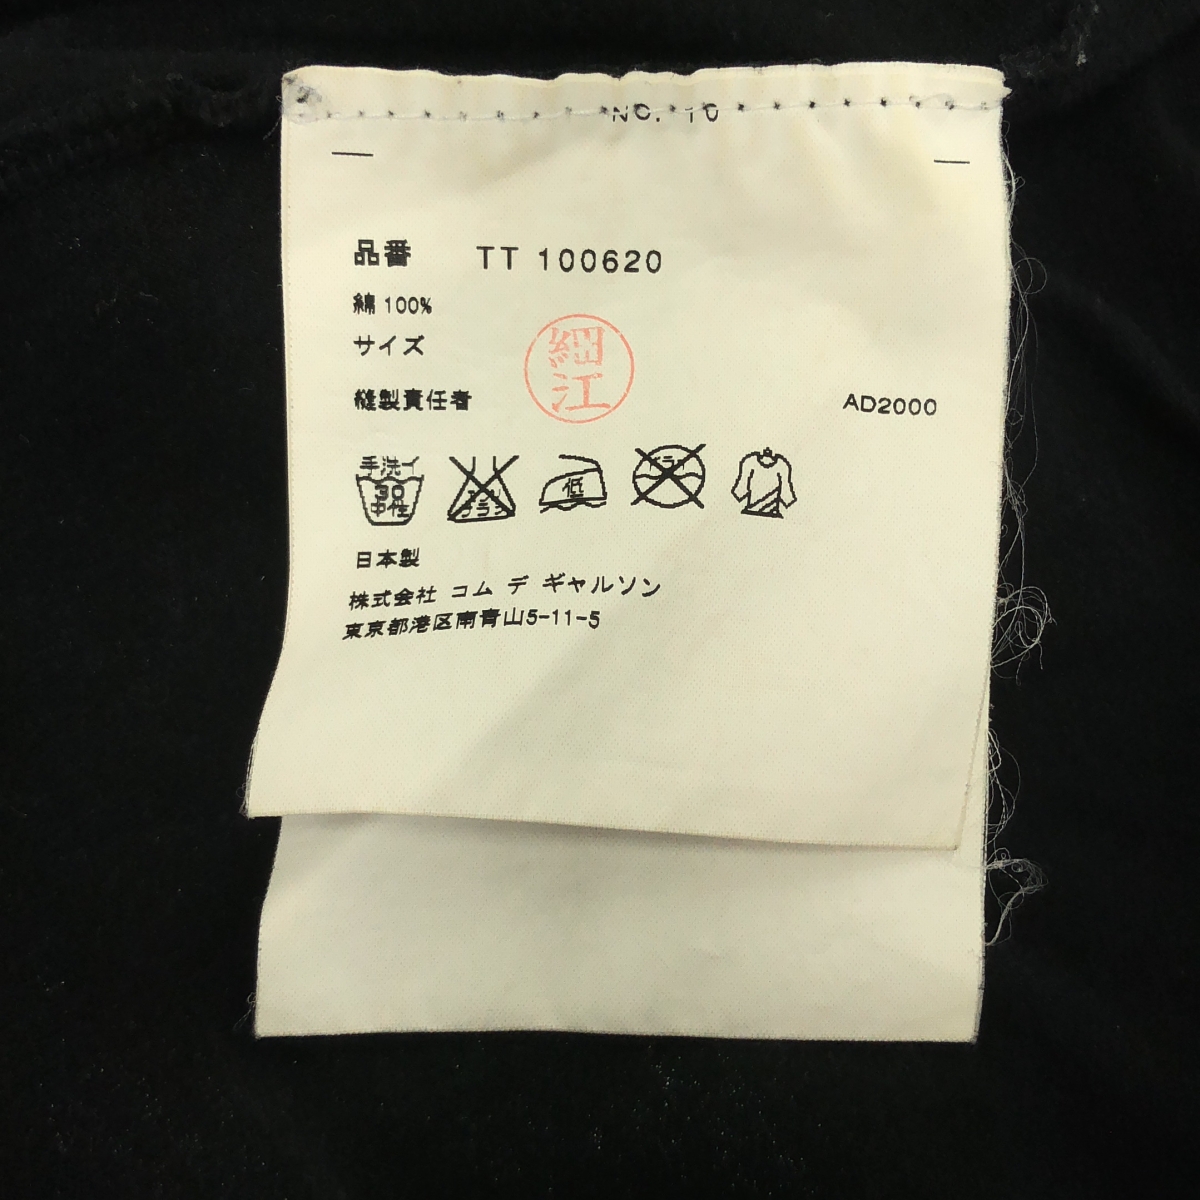 NO. 10
品番 TT 100620
綿 100%
サイズ
細江
縫製責任者 AD2000
手洗イ
30
中性
低
日本製
株式会社 コム デ ギャルソン
東京都港区南青山5-11-5